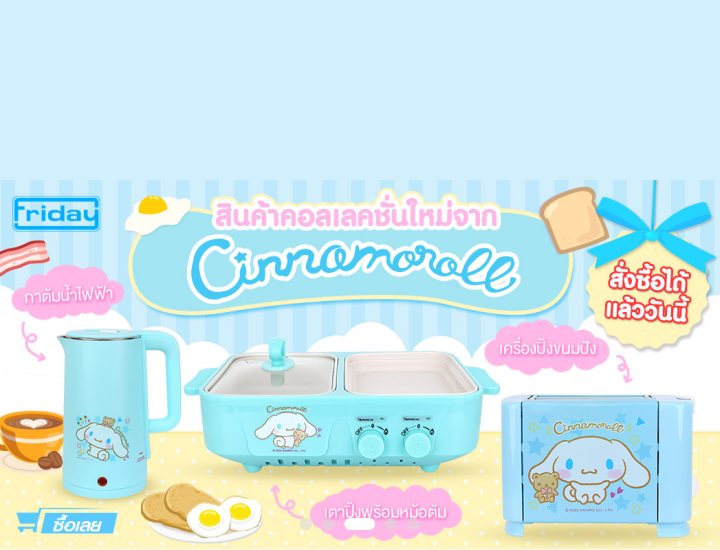 Friday
สินค้าคอลเลคชั่นใหม่จาก
Cinnamoroll
สั่งซื้อได้
แล้ววันนี้
กาต้มน้ำไฟฟ้า
เครื่องปิ้งขนมปัง
Cinnamoroll
OFF
OFF
Cinnamoroll
เตาปิ้งพร้อมหม้อต้ม
ซื้อเลย